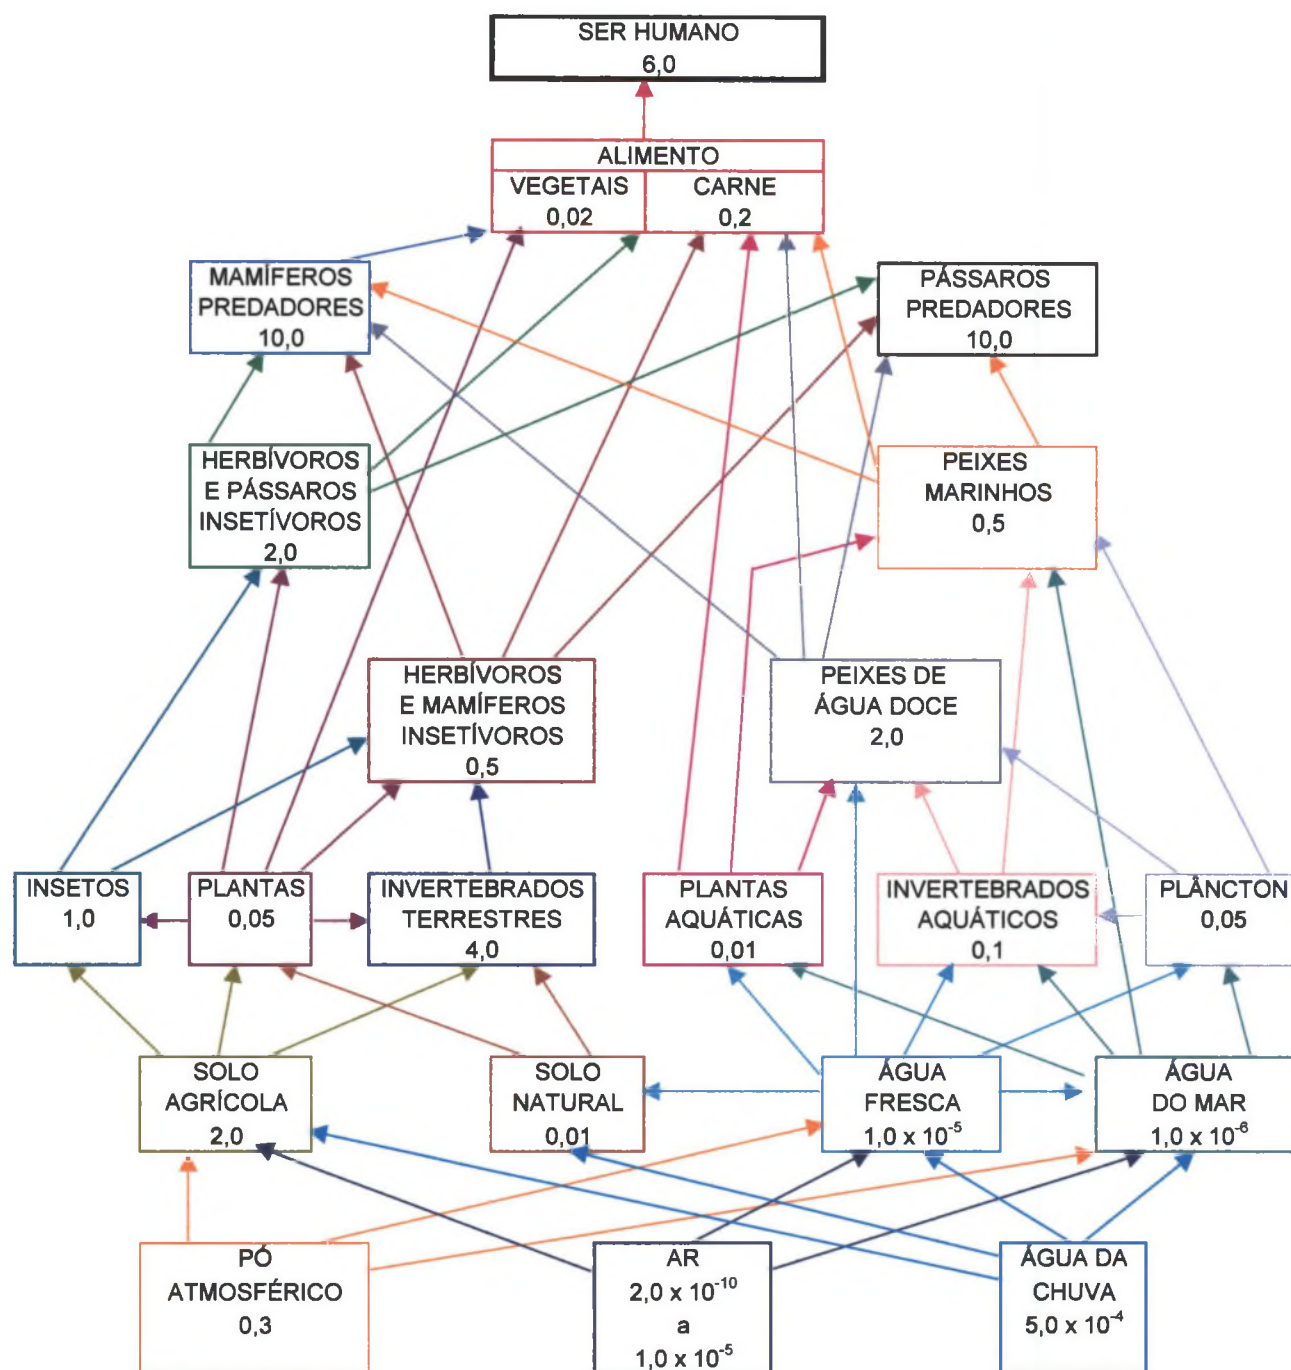 SER HUMANO
6,0
ALIMENTO
VEGETAIS
0,02
CARNE
0,2
MAMÍFEROS
PREDADORES
10,0
PÁSSAROS
PREDADORES
10,0
HERBÍVOROS
E PÁSSAROS
INSETÍVOROS
2,0
PEIXES
MARINHOS
0,5
HERBÍVOROS
E MAMÍFEROS
INSETÍVOROS
0,5
PEIXES DE
ÁGUA DOCE
2,0
INSETOS
1,0
PLANTAS
0,05
INVERTEBRADOS
TERRESTRES
4,0
PLANTAS
AQUÁTICAS
0,01
INVERTEBRADOS
AQUÁTICOS
0,1
PLÂNCTON
0,05
SOLO
AGRÍCOLA
2,0
SOLO
NATURAL
0,01
ÁGUA
FRESCA
1,0 x 10⁻⁵
ÁGUA
DO MAR
1,0 x 10⁻⁶
PÓ
ATMOSFÉRICO
0,3
AR
2,0 x 10⁻¹⁰
a
1,0 x 10⁻⁵
ÁGUA DA
CHUVA
5,0 x 10⁻⁴